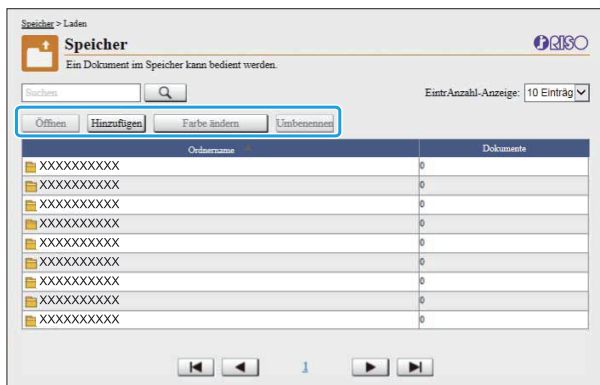 Speicher > Laden
Speicher
RISO
Ein Dokument im Speicher kann bedient werden.
Suchen
EintrAnzahl-Anzeige: 10 Einträg
Öffnen Hinzufügen Farbe ändern Umbenennen
Ordnername Dokumente
XXXXXXXXXX 0
XXXXXXXXXX 0
XXXXXXXXXX 0
XXXXXXXXXX 0
XXXXXXXXXX 0
XXXXXXXXXX 0
XXXXXXXXXX 0
XXXXXXXXXX 0
XXXXXXXXXX 0
1